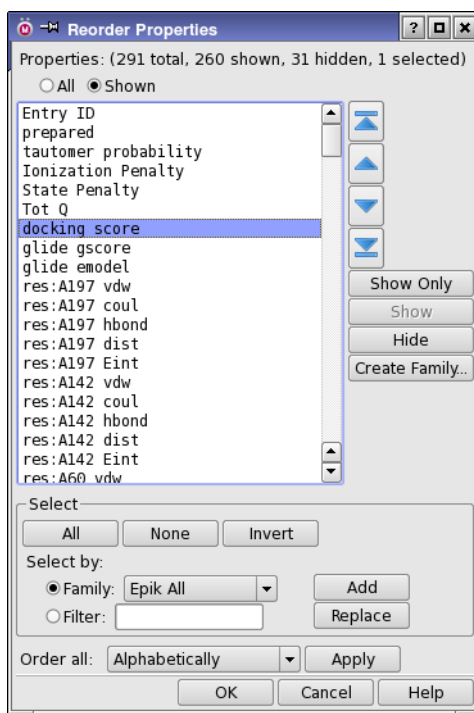 Reorder Properties
Properties: (291 total, 260 shown, 31 hidden, 1 selected)
All Shown
Entry ID
prepared
tautomer probability
Ionization Penalty
State Penalty
Tot Q
docking score
glide gscore
glide emodel
res:A197 vdw
res:A197 coul
res:A197 hbond
res:A197 dist
res:A197 Eint
res:A142 vdw
res:A142 coul
res:A142 hbond
res:A142 dist
res:A142 Eint
res:A60 vdw
Show Only
Show
Hide
Create Family...
Select
All None Invert
Select by:
Family: Epik All Add
Filter: Replace
Order all: Alphabetically Apply
OK Cancel Help